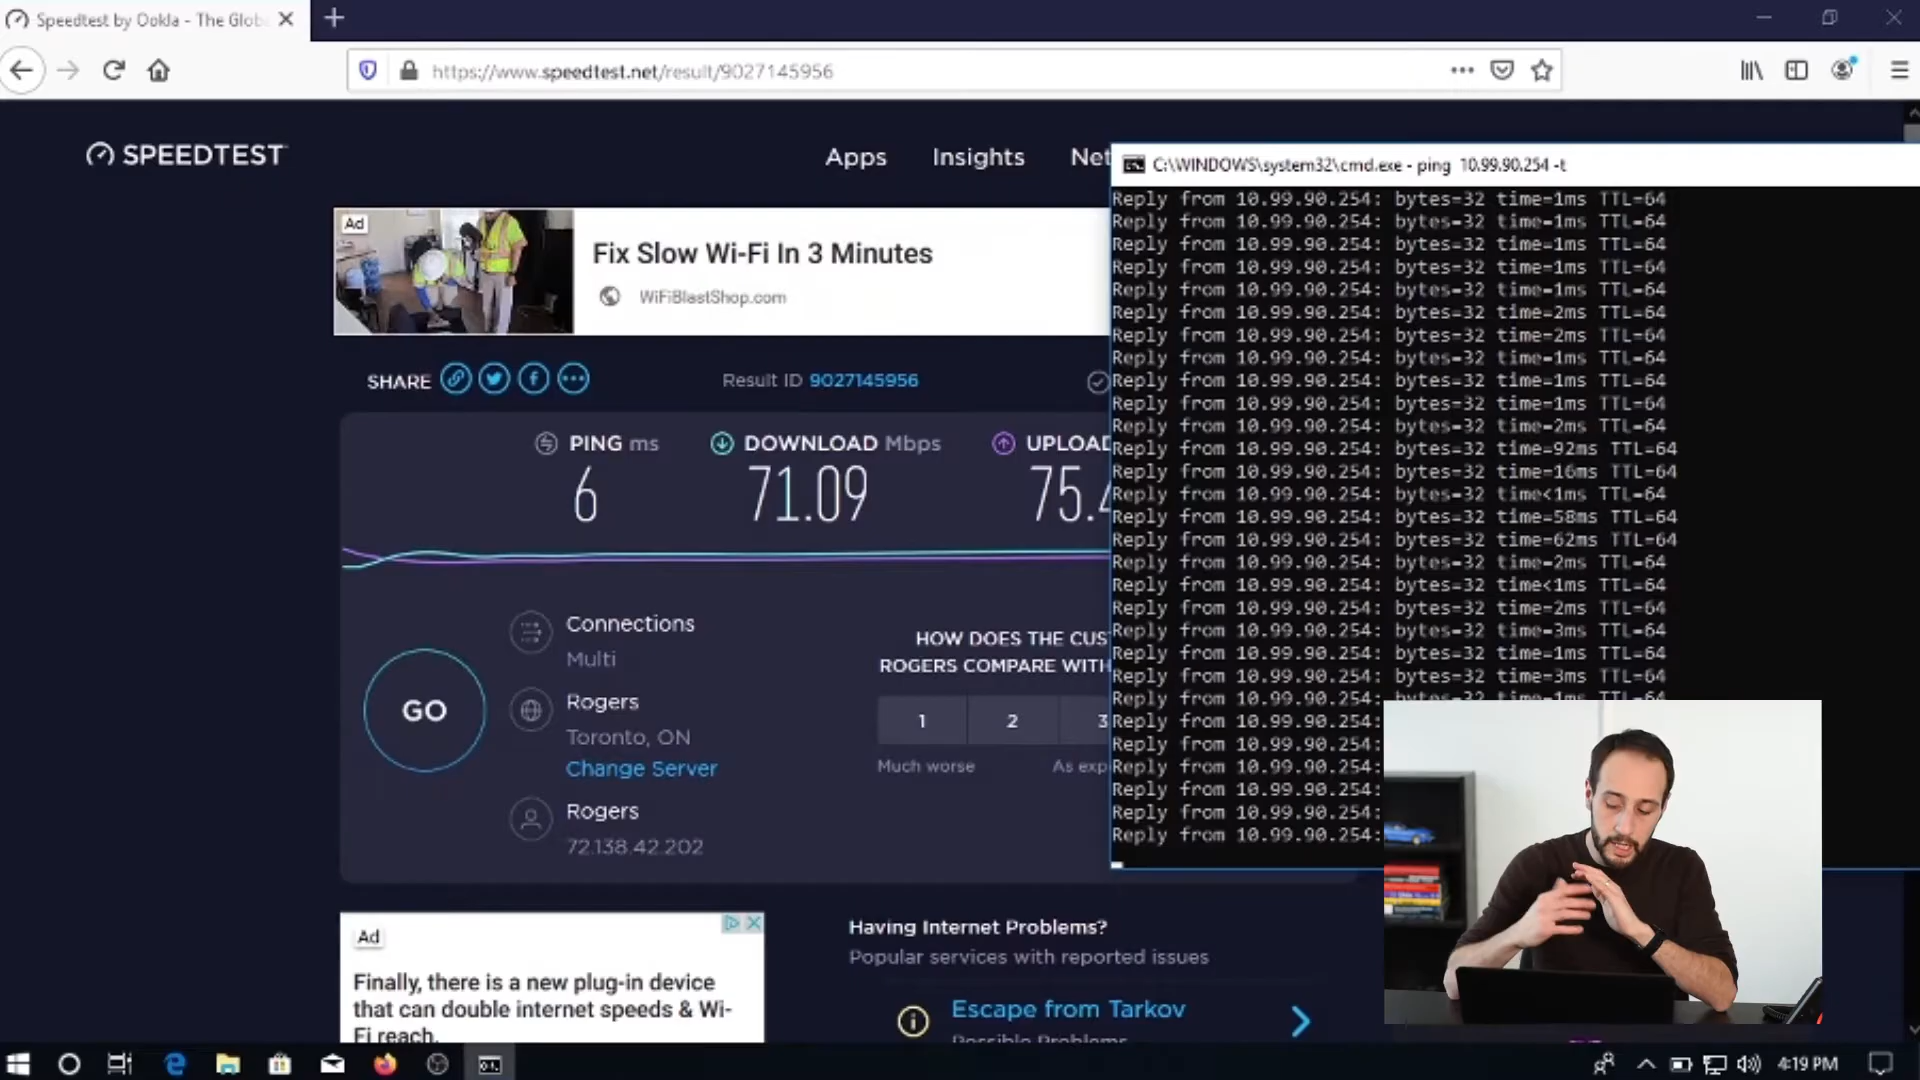 Speedtest by Ookla - The Glob
https://www.speedtest.net/result/9027145956
SPEEDTEST
Apps
Insights
Net
Ad
Fix Slow Wi-Fi In 3 Minutes
WiFiBlastShop.com
SHARE
Result ID 9027145956
PING ms
6
DOWNLOAD Mbps
71.09
UPLOAD
75.4
GO
Connections
Multi
Rogers
Toronto, ON
Change Server
Rogers
72.138.42.202
HOW DOES THE CUS
ROGERS COMPARE WITH
1
2
3
Much worse
As exp
Ad
Finally, there is a new plug-in device
that can double internet speeds & Wi-
Fi reach.
Having Internet Problems?
Popular services with reported issues
Escape from Tarkov
Possible Problems
C:\WINDOWS\system32\cmd.exe - ping 10.99.90.254 -t
Reply from 10.99.90.254: bytes=32 time=1ms TTL=64
Reply from 10.99.90.254: bytes=32 time=1ms TTL=64
Reply from 10.99.90.254: bytes=32 time=1ms TTL=64
Reply from 10.99.90.254: bytes=32 time=1ms TTL=64
Reply from 10.99.90.254: bytes=32 time=1ms TTL=64
Reply from 10.99.90.254: bytes=32 time=2ms TTL=64
Reply from 10.99.90.254: bytes=32 time=2ms TTL=64
Reply from 10.99.90.254: bytes=32 time=1ms TTL=64
Reply from 10.99.90.254: bytes=32 time=1ms TTL=64
Reply from 10.99.90.254: bytes=32 time=1ms TTL=64
Reply from 10.99.90.254: bytes=32 time=2ms TTL=64
Reply from 10.99.90.254: bytes=32 time=92ms TTL=64
Reply from 10.99.90.254: bytes=32 time=16ms TTL=64
Reply from 10.99.90.254: bytes=32 time<1ms TTL=64
Reply from 10.99.90.254: bytes=32 time=58ms TTL=64
Reply from 10.99.90.254: bytes=32 time=62ms TTL=64
Reply from 10.99.90.254: bytes=32 time=2ms TTL=64
Reply from 10.99.90.254: bytes=32 time<1ms TTL=64
Reply from 10.99.90.254: bytes=32 time=2ms TTL=64
Reply from 10.99.90.254: bytes=32 time=3ms TTL=64
Reply from 10.99.90.254: bytes=32 time=1ms TTL=64
Reply from 10.99.90.254: bytes=32 time=3ms TTL=64
Reply from 10.99.90.254: bytes=32 time=1ms TTL=64
Reply from 10.99.90.254:
Reply from 10.99.90.254:
Reply from 10.99.90.254:
Reply from 10.99.90.254:
Reply from 10.99.90.254:
Reply from 10.99.90.254:
4:19 PM